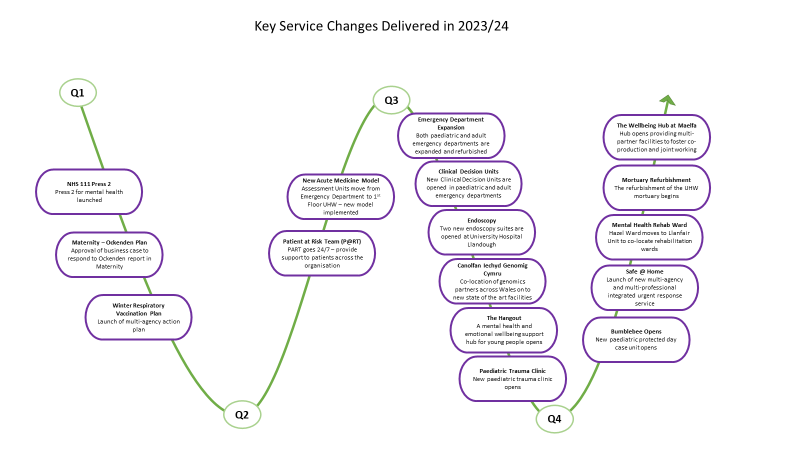 Key Service Changes Delivered in 2023/24
Q1
NHS 111 Press 2
Press 2 for mental health
launched
Maternity – Ockenden Plan
Approval of business case to
respond to Ockenden report in
Maternity
Winter Respiratory
Vaccination Plan
Launch of multi-agency action
plan
Q2
Patient at Risk Team (P@RT)
PART goes 24/7 – provide
support to patients across the
organisation
New Acute Medicine Model
Assessment Units move from
Emergency Department to 1st
Floor UHW – new model
implemented
Q3
Emergency Department
Expansion
Both paediatric and adult
emergency departments are
expanded and refurbished
Clinical Decision Units
New Clinical Decision Units are
opened in paediatric and adult
emergency departments
Endoscopy
Two new endoscopy suites are
opened at University Hospital
Llandough
Canolfan Iechyd Genomig
Cymru
Co-location of genomics
partners across Wales on to
new state of the art facilities
The Hangout
A mental health and
emotional wellbeing support
hub for young people opens
Paediatric Trauma Clinic
New paediatric trauma clinic
opens
Q4
Bumblebee Opens
New paediatric protected day
case unit opens
Safe @ Home
Launch of new multi-agency
and multi-professional
integrated urgent response
service
Mental Health Rehab Ward
Hazel Ward moves to Llanfair
Unit to co-locate rehabilitation
wards
Mortuary Refurbishment
The refurbishment of the UHW
mortuary begins
The Wellbeing Hub at Maelfa
Hub opens providing multi-
partner facilities to foster co-
production and joint working